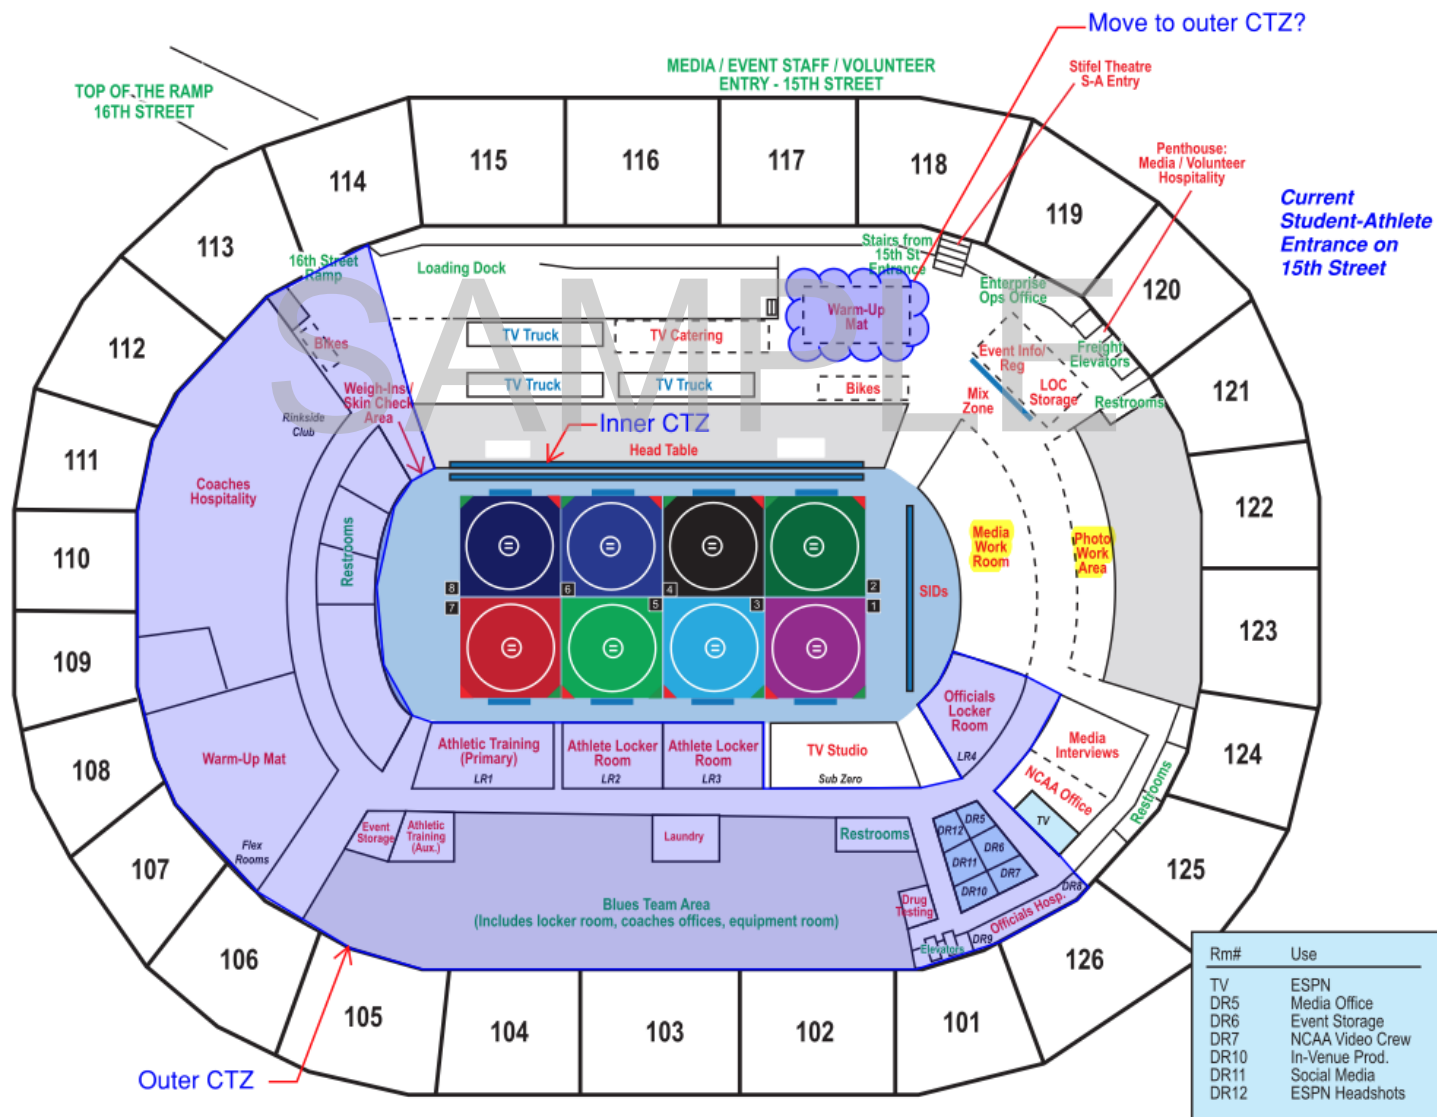 Move to outer CTZ?
MEDIA / EVENT STAFF / VOLUNTEER
ENTRY - 15TH STREET
Stifel Theatre
S-A Entry
TOP OF THE RAMP
16TH STREET
Penthouse:
Media / Volunteer
Hospitality
Current
Student-Athlete
Entrance on
15th Street
113
114
115
116
117
118
119
120
16th Street
Ramp
Loading Dock
Stairs from
15th St
Entrance
Enterprise
Ops Office
Warm-Up
Mat
SAMPLE
Bikes
TV Truck
TV Catering
TV Truck
TV Truck
Bikes
Event Info/
Reg
Freight
Elevators
LOC
Storage
Mix
Zone
Restrooms
112
121
Weigh-Ins/
Skin Check
Area
Rinkside
Club
Inner CTZ
Head Table
111
122
Coaches
Hospitality
Restrooms
Media
Work
Room
Photo
Work
Area
110
8
6
4
2
7
5
3
1
SIDs
123
109
Officials
Locker
Room
LR4
Athletic Training
(Primary)
LR1
Athlete Locker
Room
LR2
Athlete Locker
Room
LR3
TV Studio
Sub Zero
Media
Interviews
NCAA Office
TV
Restrooms
124
108
Warm-Up Mat
Flex
Rooms
Event
Storage
Athletic
Training
(Aux.)
Laundry
Restrooms
DR12
DR5
DR6
DR11
DR7
DR10
DR8
Drug
Testing
Officials Hosp.
DR9
Elevators
107
125
Blues Team Area
(Includes locker room, coaches offices, equipment room)
106
126
105
104
103
102
101
Outer CTZ
Rm# Use
TV ESPN
DR5 Media Office
DR6 Event Storage
DR7 NCAA Video Crew
DR10 In-Venue Prod.
DR11 Social Media
DR12 ESPN Headshots